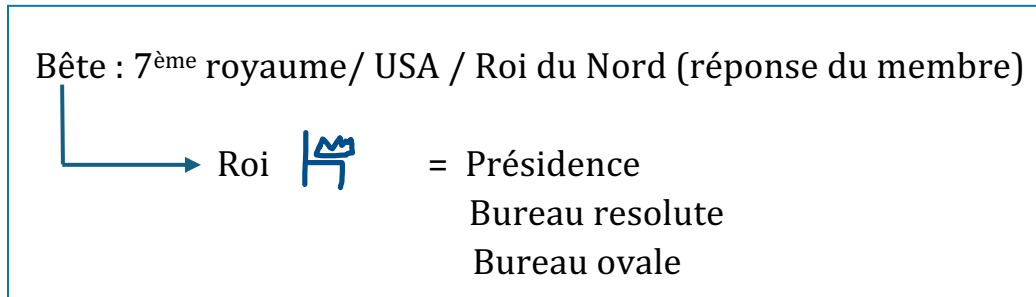 Bête : 7ème royaume/ USA / Roi du Nord (réponse du membre)
Roi = Présidence
Bureau resolute
Bureau ovale